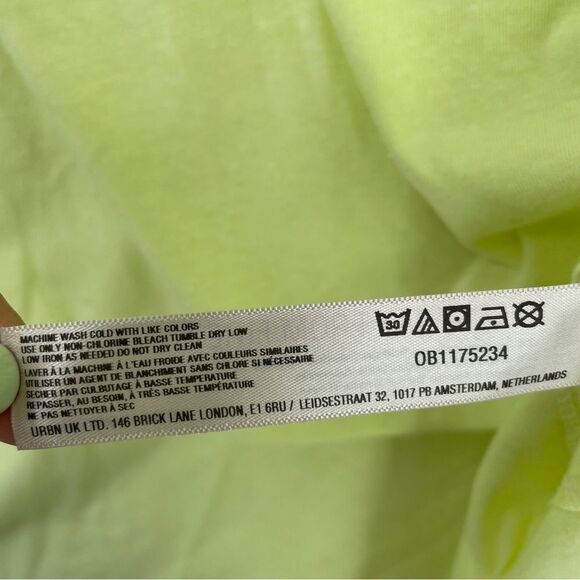 MACHINE WASH COLD WITH LIKE COLORS
USE ONLY NON-CHLORINE BLEACH TUMBLE DRY LOW
LOW IRON AS NEEDED DO NOT DRY CLEAN
LAVER À LA MACHINE À L'EAU FROIDE AVEC COULEURS SIMILAIRES
UTILISER UN AGENT DE BLANCHIMENT SANS CHLORE SI NÉCESSAIRE
SECHER PAR CULBUTAGE À BASSE TEMPÉRATURE
REPASSER, AU BESOIN, À TRÈS BASSE TEMPÉRATURE
NE PAS NETTOYER À SEC
URBN UK LTD. 146 BRICK LANE LONDON, E1 6RU / LEIDSESTRAAT 32, 1017 PB AMSTERDAM, NETHERLANDS
30
OB1175234